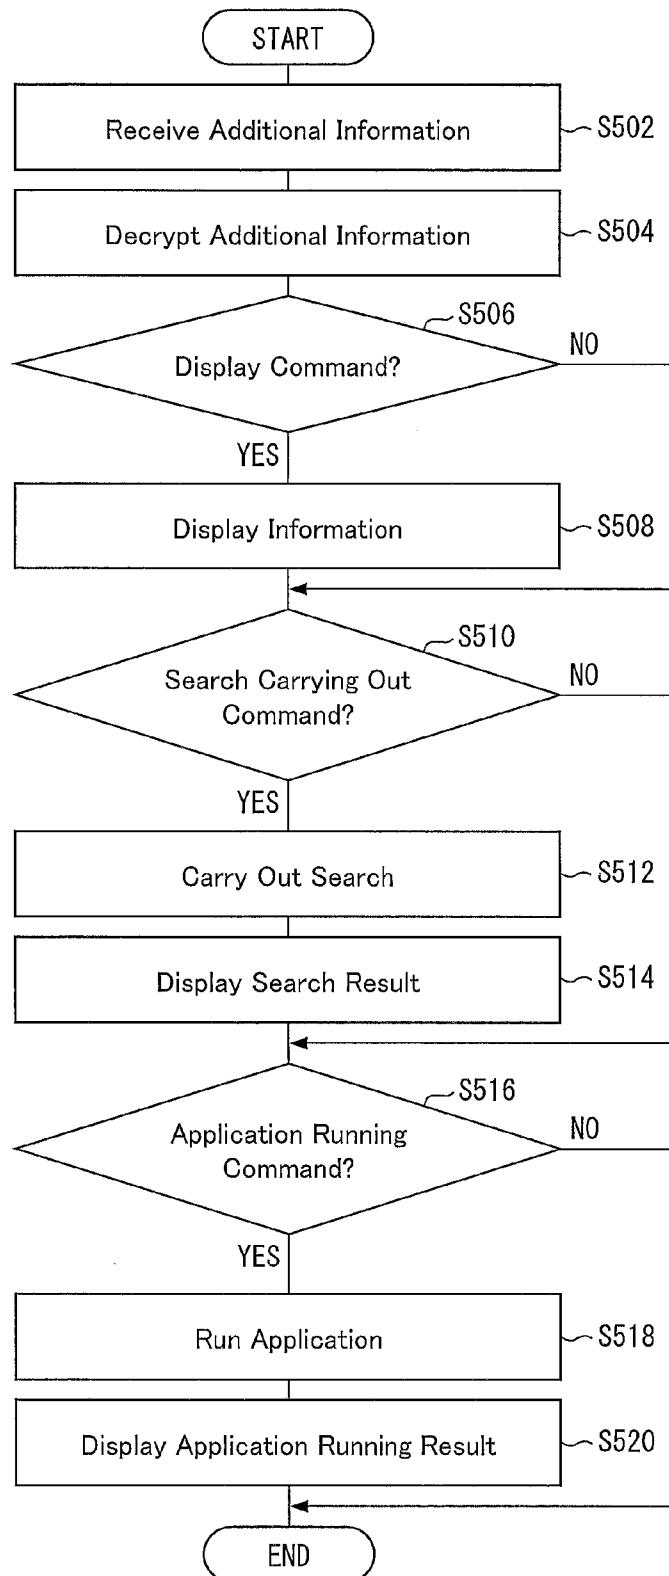 START
Receive Additional Information
S502
Decrypt Additional Information
S504
S506
Display Command?
NO
YES
Display Information
S508
S510
Search Carrying Out
Command?
NO
YES
Carry Out Search
S512
Display Search Result
S514
S516
Application Running
Command?
NO
YES
Run Application
S518
Display Application Running Result
S520
END